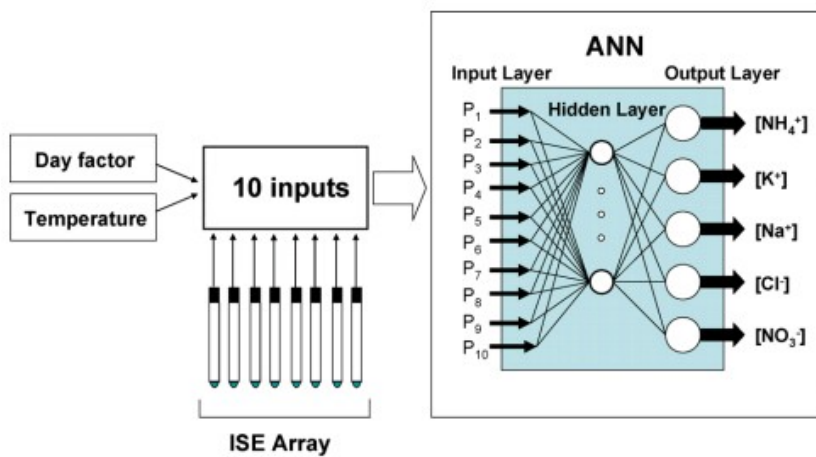 Day factor
Temperature
10 inputs
ISE Array
ANN
Input Layer
Output Layer
Hidden Layer
P₁
P₂
P₃
P₄
P₅
P₆
P₇
P₈
P₉
P₁₀
[NH₄⁺]
[K⁺]
[Na⁺]
[Cl⁻]
[NO₃⁻]